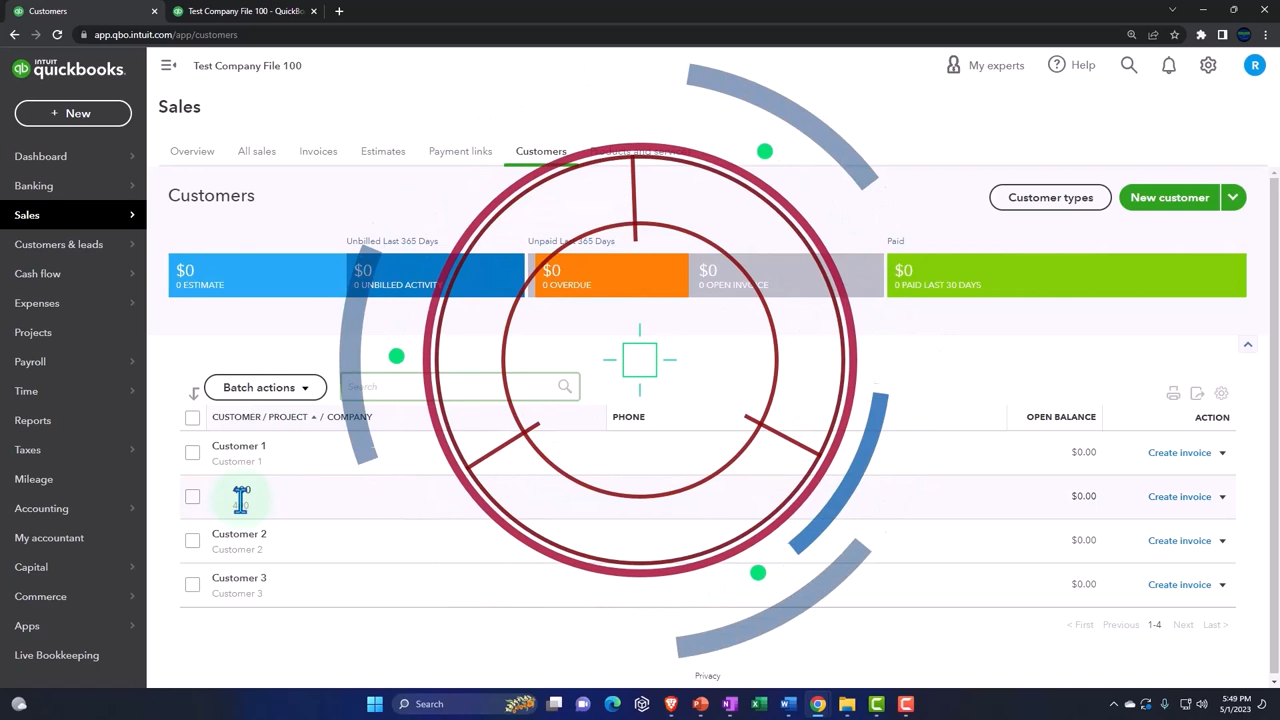 Customers
Test Company File 100 - QuickBo
app.qbo.intuit.com/app/customers
INTUIT
quickbooks.
Test Company File 100
My experts
Help
R
+ New
Sales
Dashboard
Overview
All sales
Invoices
Estimates
Payment links
Customers
Products and services
Banking
Sales
Customers & leads
Cash flow
Expenses
Projects
Payroll
Time
Reports
Taxes
Mileage
Accounting
My accountant
Capital
Commerce
Apps
Live Bookkeeping
Customers
Customer types
New customer
Unbilled Last 365 Days
Unpaid Last 365 Days
Paid
$0
0 ESTIMATE
$0
0 UNBILLED ACTIVITY
$0
0 OVERDUE
$0
0 OPEN INVOICE
$0
0 PAID LAST 30 DAYS
Batch actions
Search
CUSTOMER / PROJECT / COMPANY
PHONE
OPEN BALANCE
ACTION
Customer 1
Customer 1
$0.00
Create invoice
$0.00
Create invoice
Customer 2
Customer 2
$0.00
Create invoice
Customer 3
Customer 3
$0.00
Create invoice
< First
Previous
1-4
Next
Last >
Privacy
Search
5:49 PM
5/1/2023